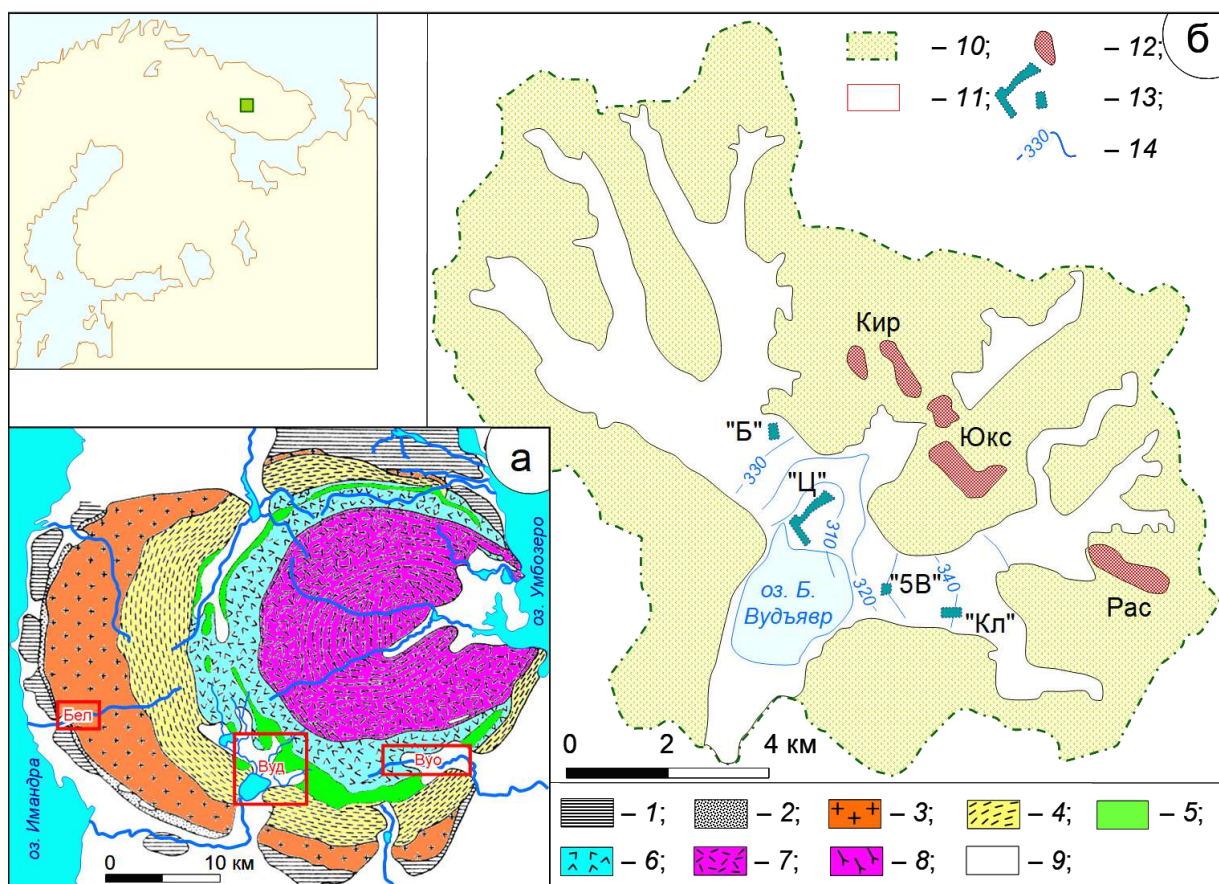 – 10;
– 12;
б
– 11;
– 13;
-330
– 14
Кир
"Б"
Юкс
330
"Ц"
310
оз. Б.
Вудъявр
320
"5В"
340
"Кл"
Рас
0 2 4 км
а
оз. Умбозеро
Бел
Вуд
Вуо
оз. Имандра
0 10 км
– 1;
– 2;
– 3;
– 4;
– 5;
– 6;
– 7;
– 8;
– 9;